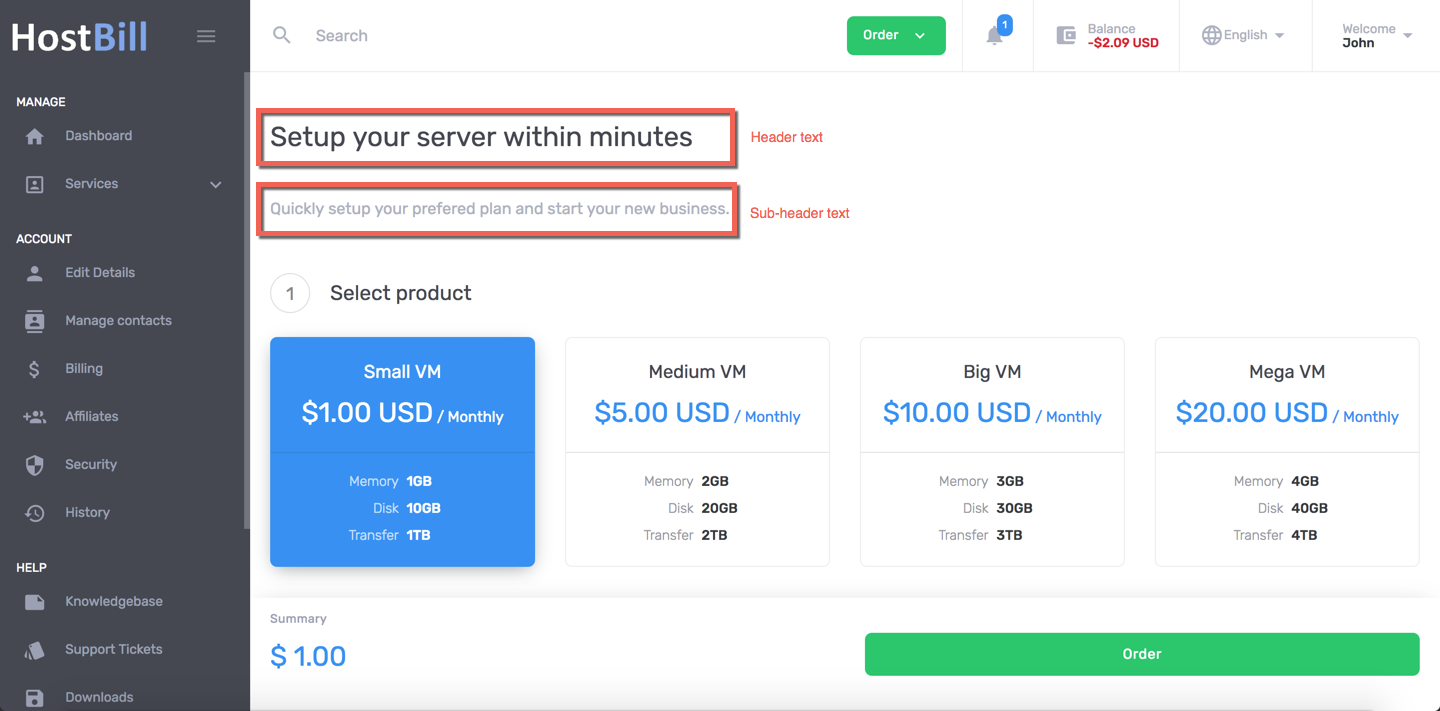 HostBill
Search
Order
1
Balance
-$2.09 USD
English
Welcome
John
MANAGE
Dashboard
Services
ACCOUNT
Edit Details
Manage contacts
Billing
Affiliates
Security
History
HELP
Knowledgebase
Support Tickets
Downloads
Setup your server within minutes
Header text
Quickly setup your prefered plan and start your new business.
Sub-header text
1 Select product
Small VM
$1.00 USD / Monthly
Memory 1GB
Disk 10GB
Transfer 1TB
Medium VM
$5.00 USD / Monthly
Memory 2GB
Disk 20GB
Transfer 2TB
Big VM
$10.00 USD / Monthly
Memory 3GB
Disk 30GB
Transfer 3TB
Mega VM
$20.00 USD / Monthly
Memory 4GB
Disk 40GB
Transfer 4TB
Summary
$ 1.00
Order